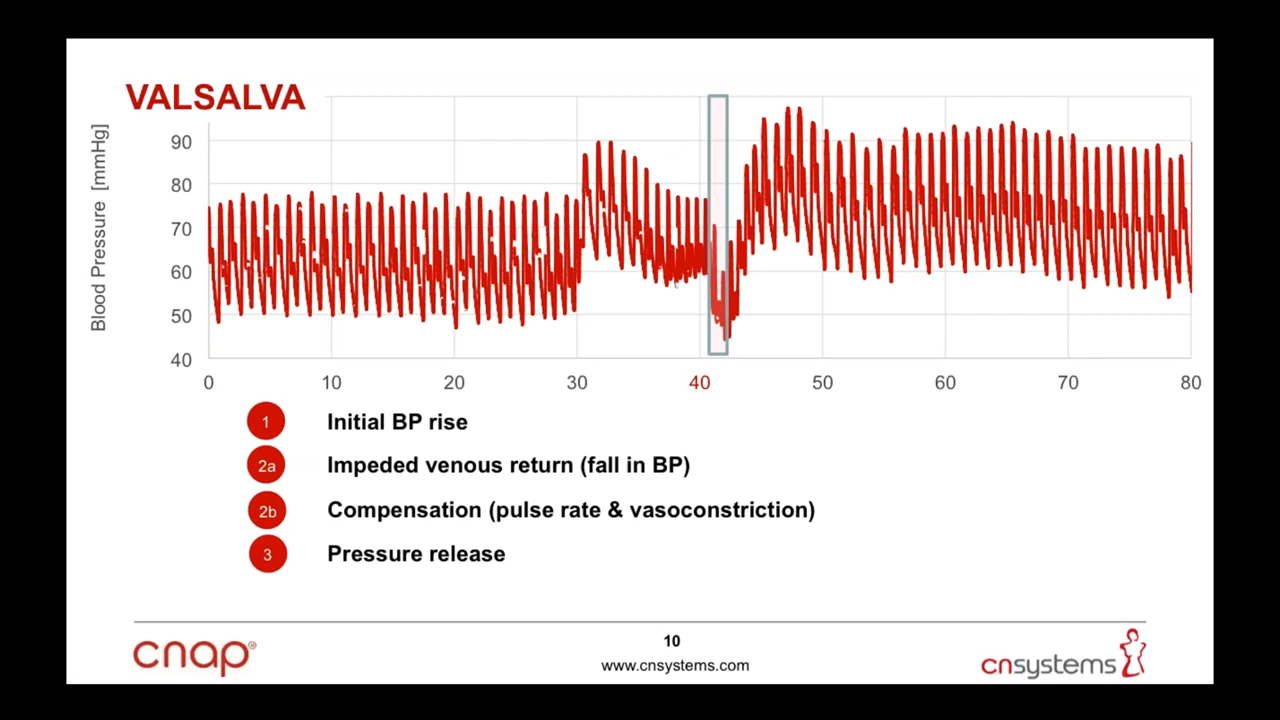 VALSALVA
Blood Pressure [mmHg]
90
80
70
60
50
40
0 10 20 30 40 50 60 70 80
1 Initial BP rise
2a Impeded venous return (fall in BP)
2b Compensation (pulse rate & vasoconstriction)
3 Pressure release
cnap®
10
www.cnsystems.com
cnsystems